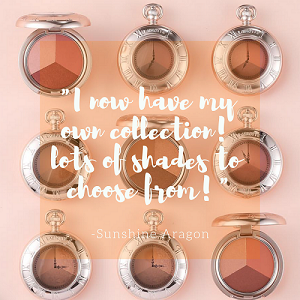 "I now have my
own collection!
lots of shades to
choose from!"
-Sunshine Aragon